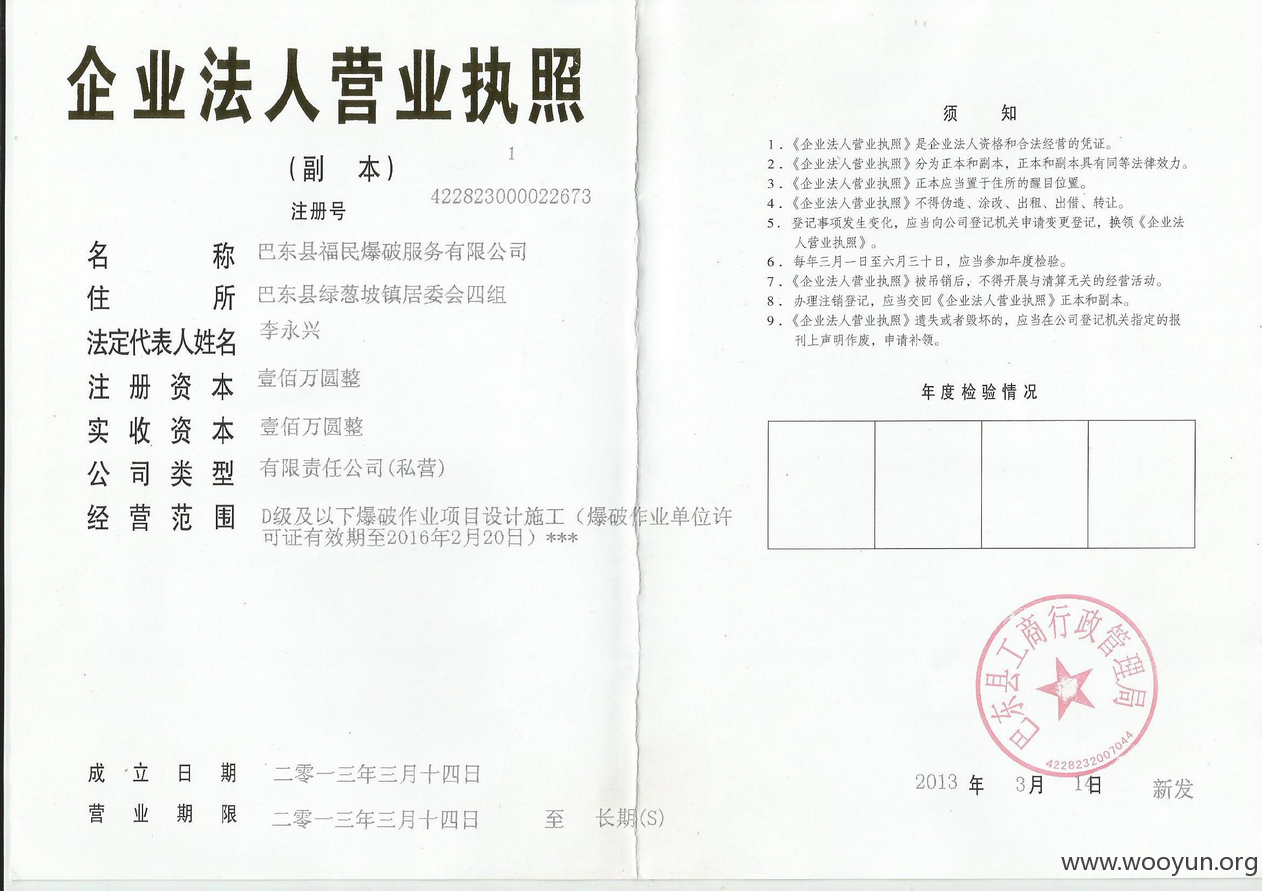 企业法人营业执照
（副 本）
1
注册号
422823000022673
名 称 巴东县福民爆破服务有限公司
住 所 巴东县绿葱坡镇居委会四组
法定代表人姓名 李永兴
注 册 资 本 壹佰万圆整
实 收 资 本 壹佰万圆整
公 司 类 型 有限责任公司(私营)
经 营 范 围 D级及以下爆破作业项目设计施工（爆破作业单位许
可证有效期至2016年2月20日）***
成 立 日 期 二零一三年三月十四日
营 业 期 限 二零一三年三月十四日 至 长期(S)
须 知
1．《企业法人营业执照》是企业法人资格和合法经营的凭证。
2．《企业法人营业执照》分为正本和副本，正本和副本具有同等法律效力。
3．《企业法人营业执照》正本应当置于住所的醒目位置。
4．《企业法人营业执照》不得伪造、涂改、出租、出借、转让。
5．登记事项发生变化，应当向公司登记机关申请变更登记，换领《企业法
人营业执照》。
6．每年三月一日至六月三十日，应当参加年度检验。
7．《企业法人营业执照》被吊销后，不得开展与清算无关的经营活动。
8．办理注销登记，应当交回《企业法人营业执照》正本和副本。
9．《企业法人营业执照》遗失或者毁坏的，应当在公司登记机关指定的报
刊上声明作废，申请补领。
年度检验情况
巴东县工商行政管理局
4228232007044
2013 年 3月 14日 新发
www.wooyun.org